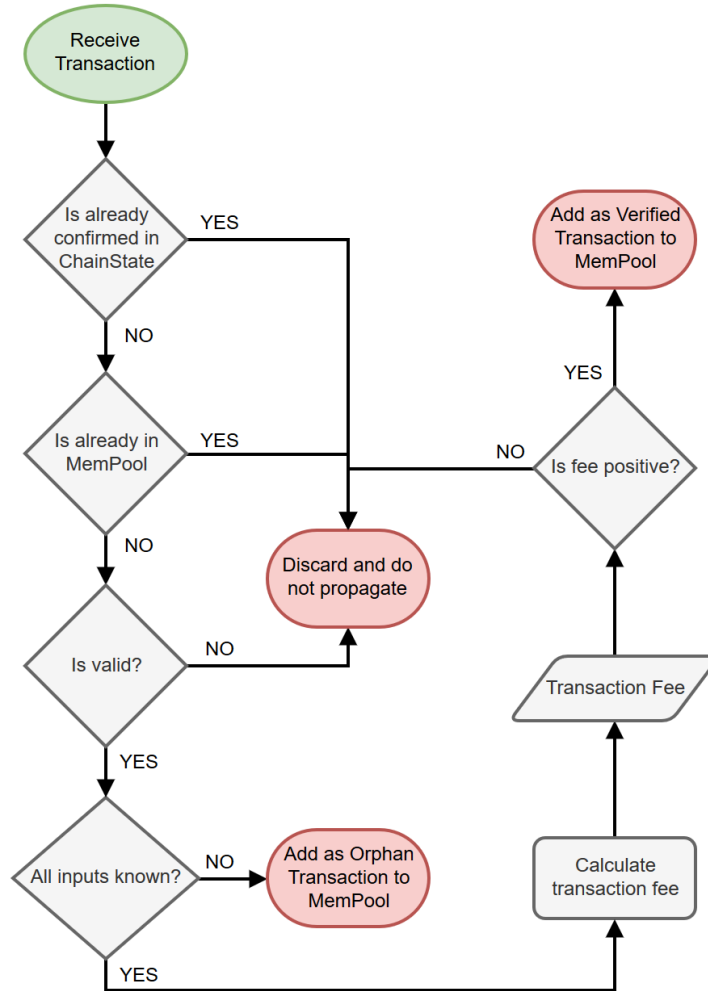 Receive
Transaction
Is already
confirmed in
ChainState
YES
NO
Is already in
MemPool
YES
NO
Is valid?
NO
YES
All inputs known?
NO
YES
Discard and do
not propagate
Add as Orphan
Transaction to
MemPool
Calculate
transaction fee
Transaction Fee
Is fee positive?
NO
YES
Add as Verified
Transaction to
MemPool